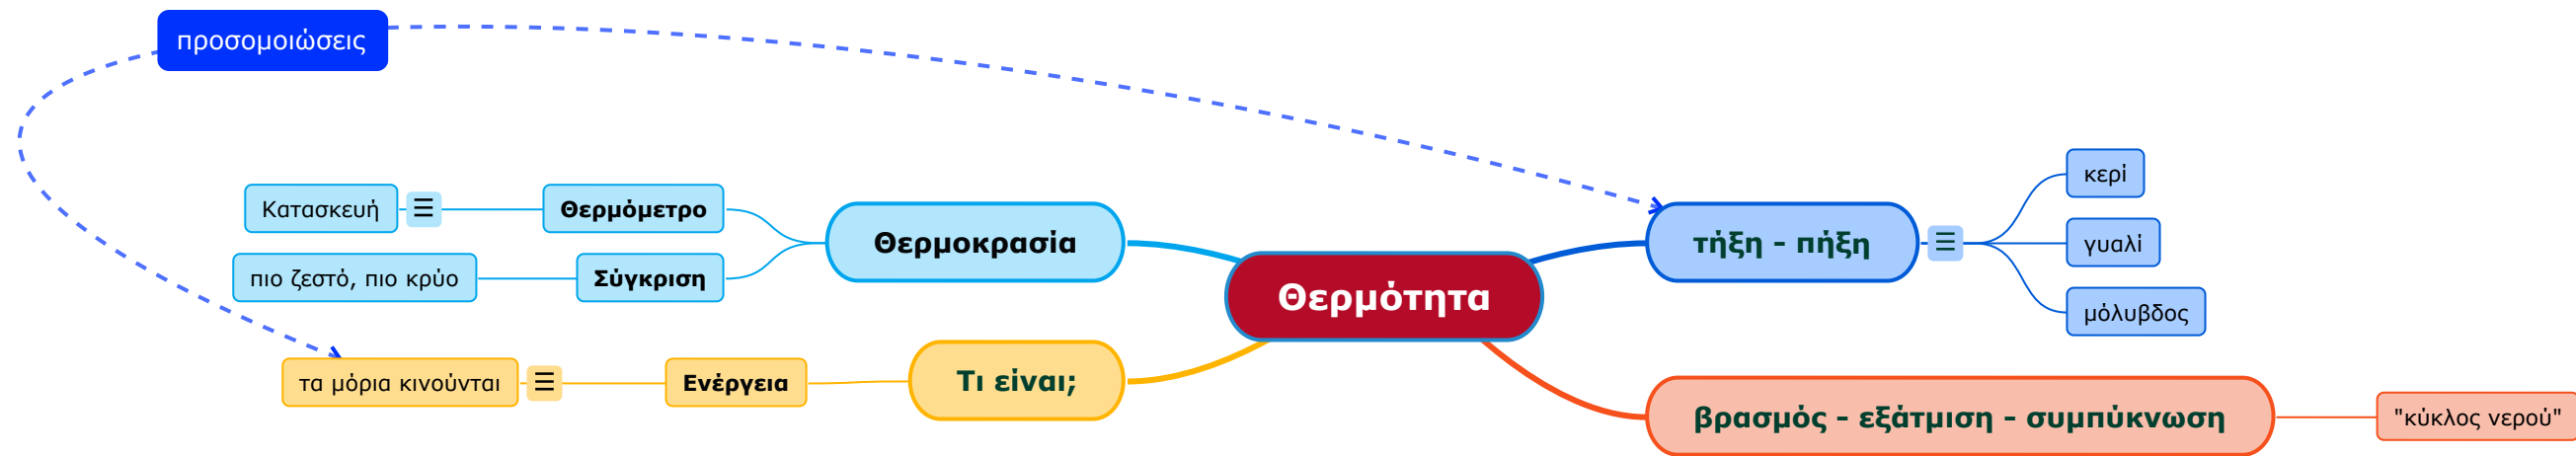 προσομοιώσεις
Θερμότητα
Θερμοκρασία
Θερμόμετρο
Κατασκευή
Σύγκριση
πιο ζεστό, πιο κρύο
Τι είναι;
Ενέργεια
τα μόρια κινούνται
τήξη - πήξη
κερί
γυαλί
μόλυβδος
βρασμός - εξάτμιση - συμπύκνωση
"κύκλος νερού"